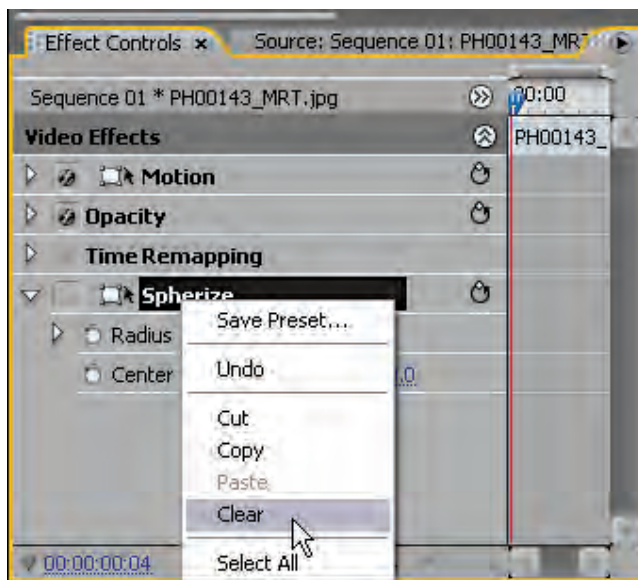 Effect Controls x Source: Sequence 01: PH00143_MRT
Sequence 01 * PH00143_MRT.jpg 00:00
Video Effects PH00143_
Motion
Opacity
Time Remapping
Spherize
Save Preset...
Radius
Undo
Center .0
Cut
Copy
Paste
Clear
00:00:00:04 Select All